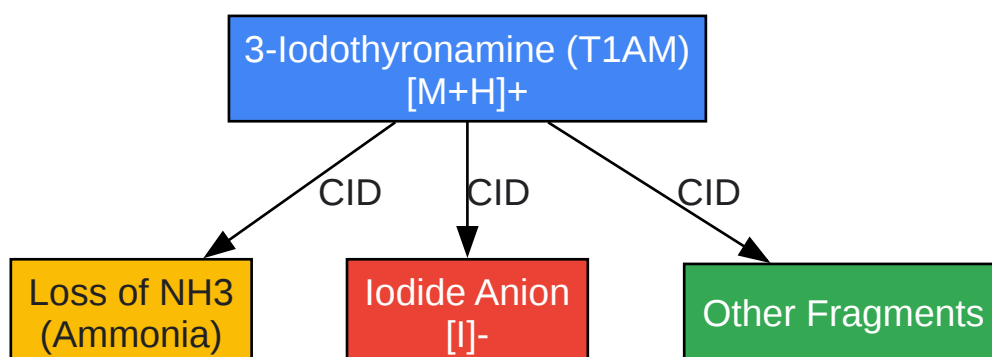 3-Iodothyronamine (T1AM)
[M+H]+
CID
CID
CID
Loss of NH3
(Ammonia)
Iodide Anion
[I]-
Other Fragments